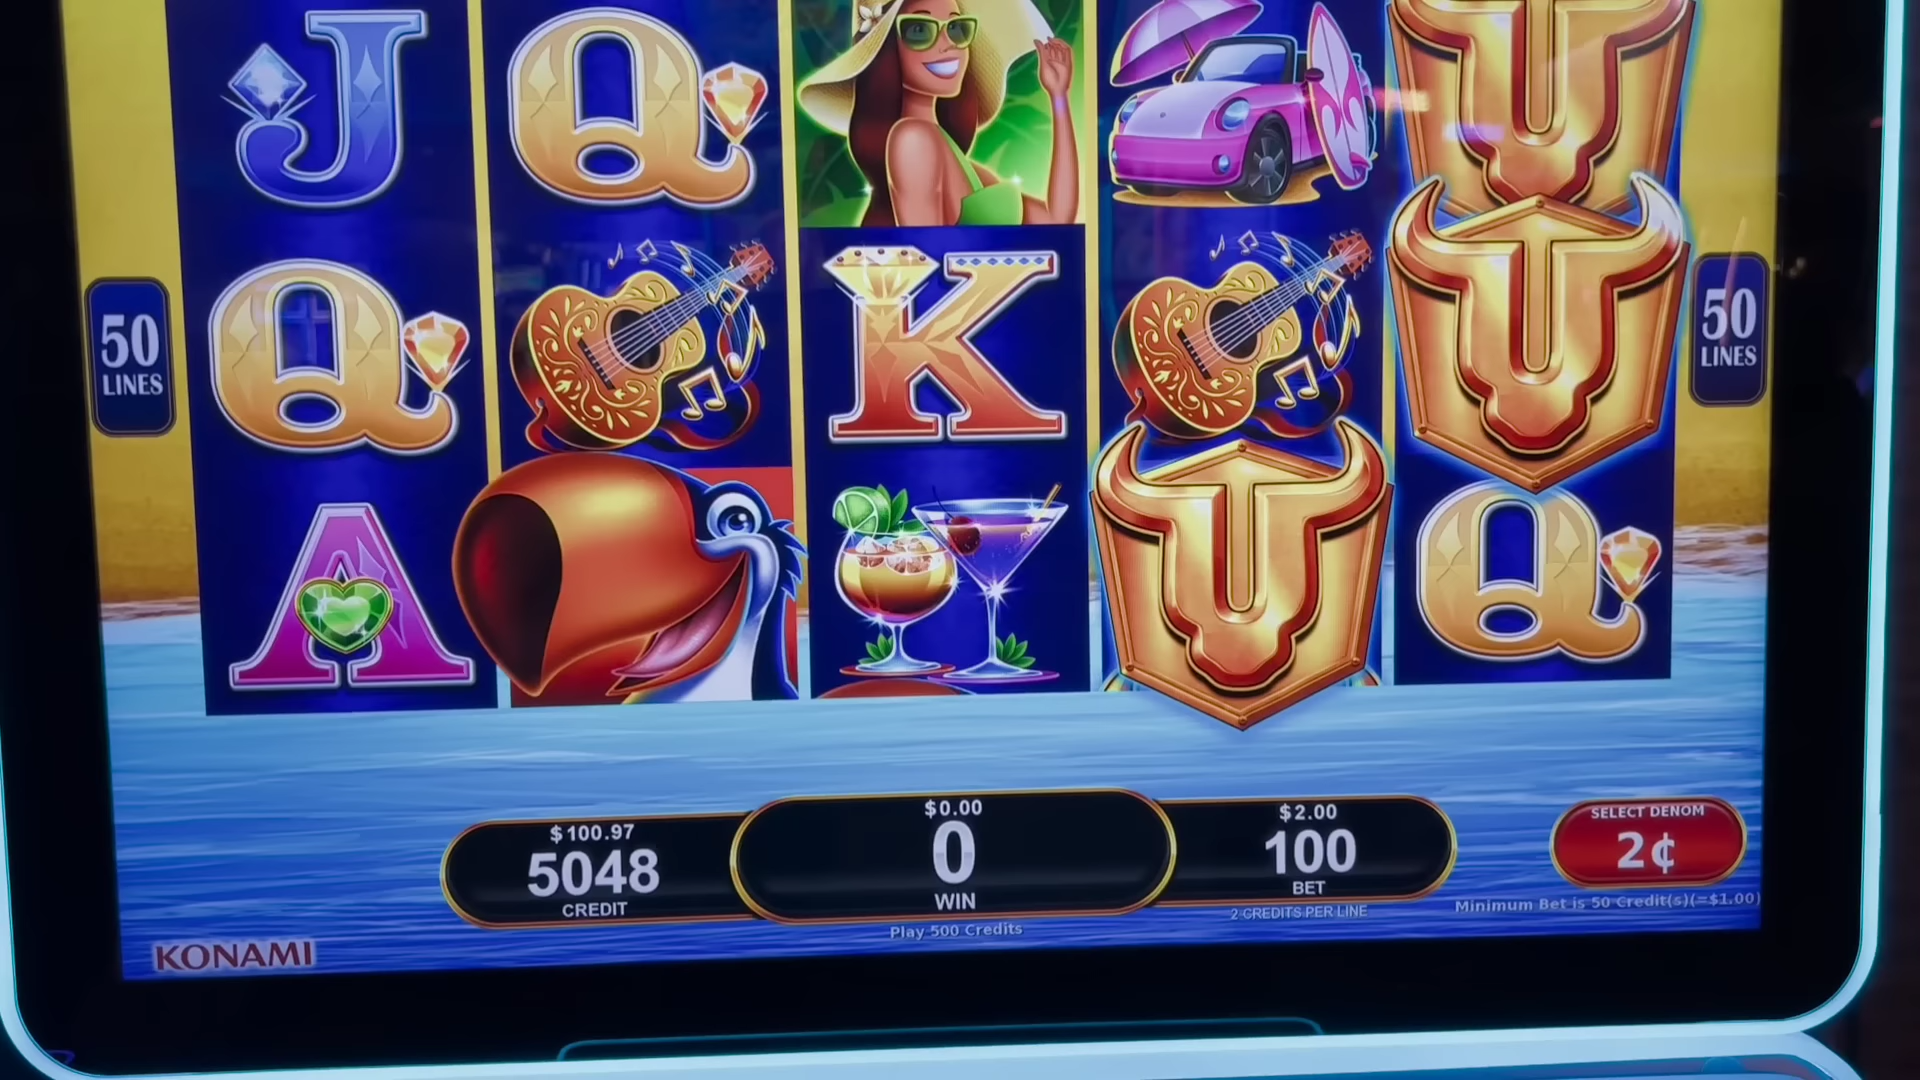 J Q
50 LINES
Q K
50 LINES
A Q
$100.97
5048
CREDIT
$0.00
0
WIN
Play 500 Credits
$2.00
100
BET
2 CREDITS PER LINE
SELECT DENOM
2¢
Minimum Bet is 50 Credit(s)(=$1.00)
KONAMI